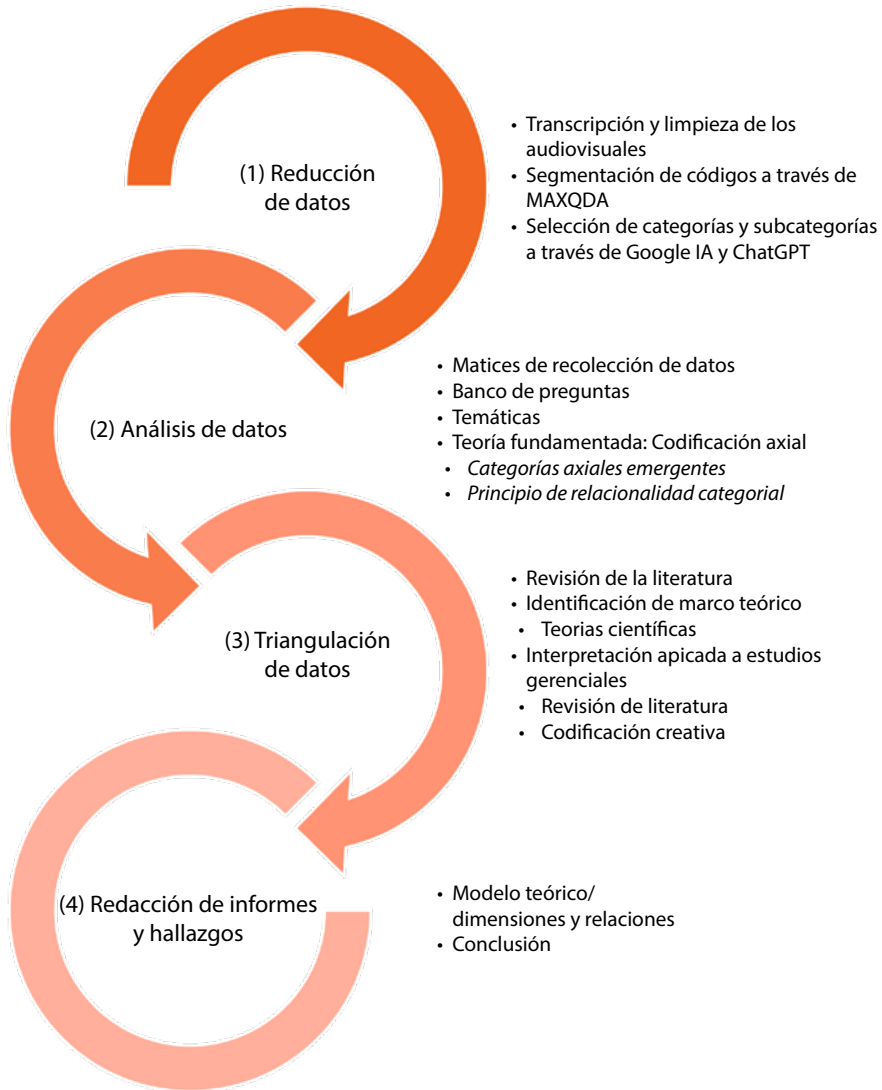 (1) Reducción
de datos
• Transcripción y limpieza de los
audiovisuales
• Segmentación de códigos a través de
MAXQDA
• Selección de categorías y subcategorías
a través de Google IA y ChatGPT
(2) Análisis de datos
• Matices de recolección de datos
• Banco de preguntas
• Temáticas
• Teoría fundamentada: Codificación axial
• Categorías axiales emergentes
• Principio de relacionalidad categorial
(3) Triangulación
de datos
• Revisión de la literatura
• Identificación de marco teórico
• Teorias científicas
• Interpretación apicada a estudios
gerenciales
• Revisión de literatura
• Codificación creativa
(4) Redacción de informes
y hallazgos
• Modelo teórico/
dimensiones y relaciones
• Conclusión